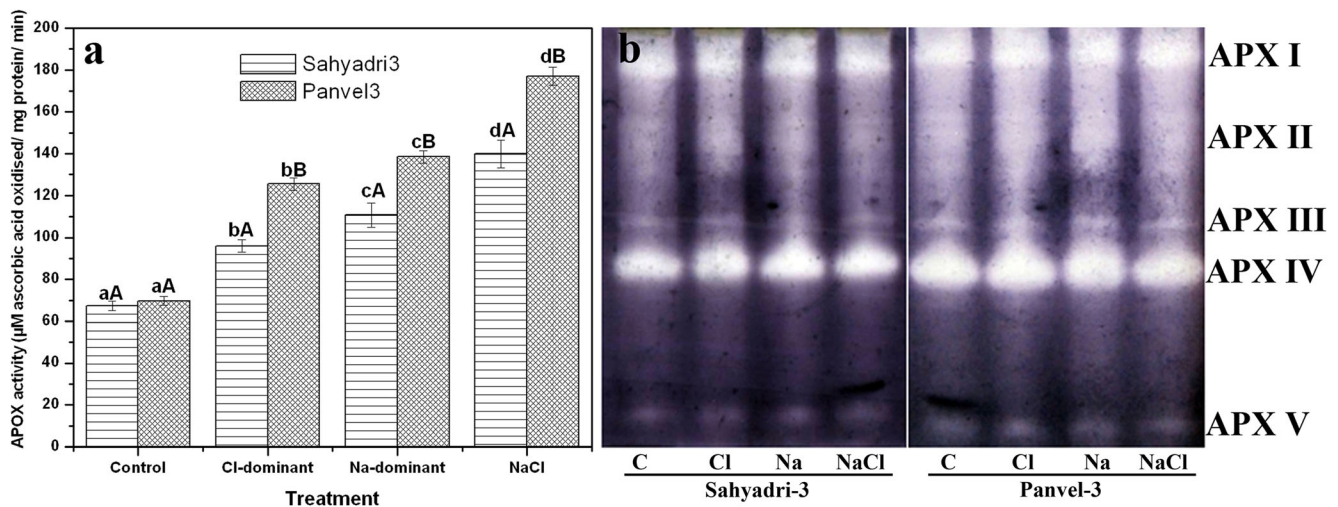 a
APOX activity (µM ascorbic acid oxidised/ mg protein/ min)
200
180
160
140
120
100
80
60
40
20
0
Sahyadri3
Panvel3
aA
aA
bA
bB
cA
cB
dA
dB
Control
Cl-dominant
Na-dominant
NaCl
Treatment
b
APX I
APX II
APX III
APX IV
APX V
C
Cl
Na
NaCl
C
Cl
Na
NaCl
Sahyadri-3
Panvel-3